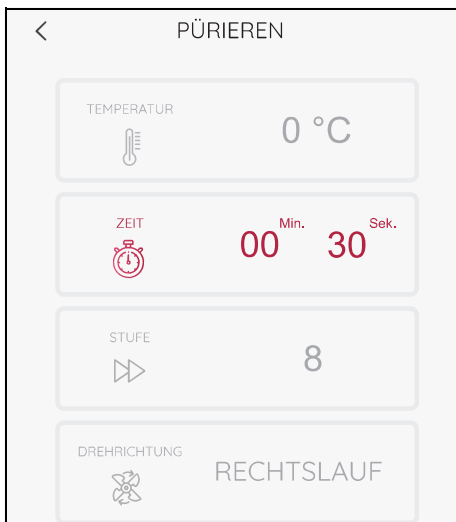 PÜRIEREN
TEMPERATUR
0 °C
ZEIT
00 Min. 30 Sek.
STUFE
8
DREHRICHTUNG
RECHTSLAUF